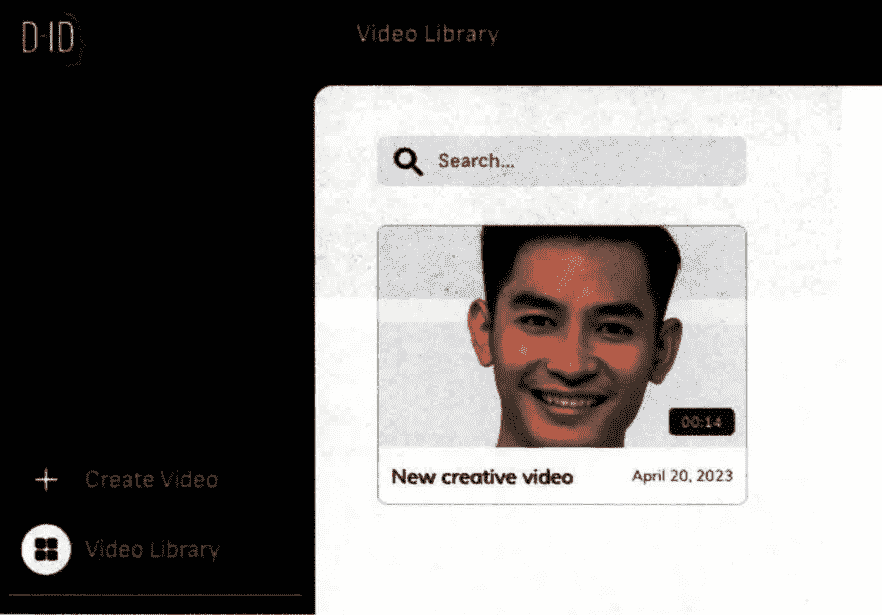 D-ID
Video Library
Search...
00:14
New creative video
April 20, 2023
Create Video
Video Library